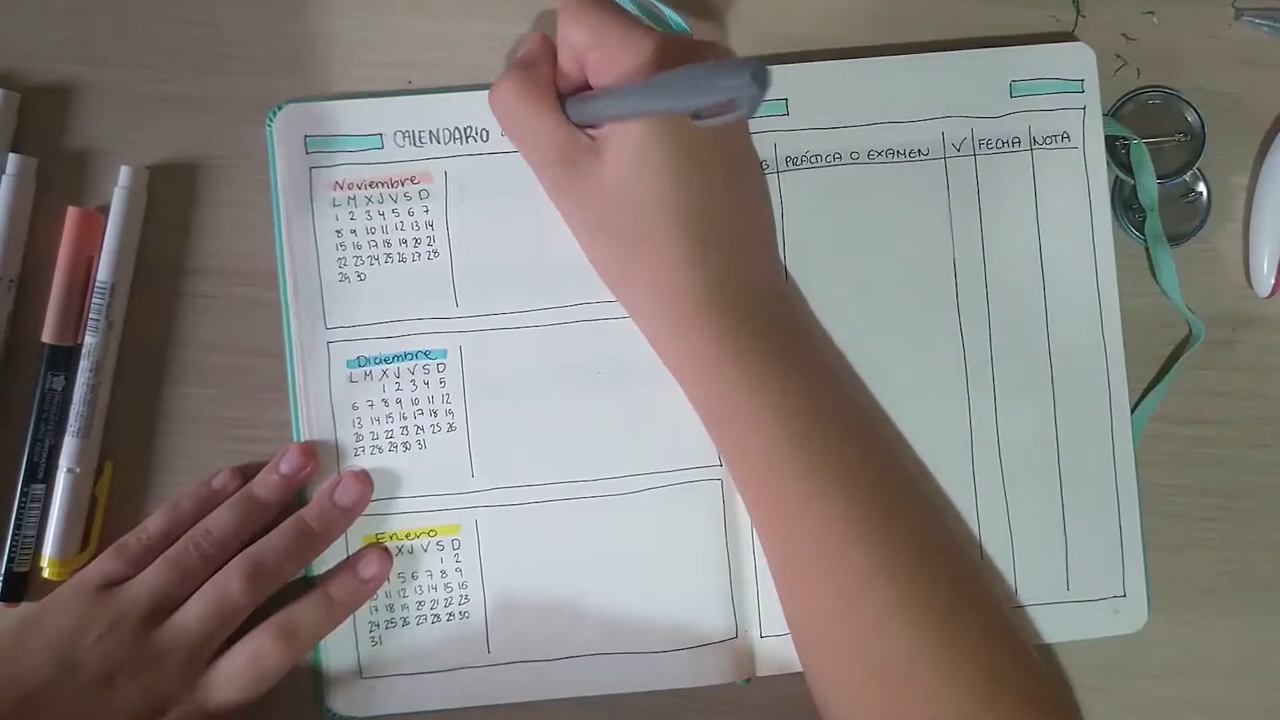 CALENDARIO
Noviembre
L M X J V S D
1 2 3 4 5 6 7
8 9 10 11 12 13 14
15 16 17 18 19 20 21
22 23 24 25 26 27 28
29 30
Diciembre
L M X J V S D
1 2 3 4 5
6 7 8 9 10 11 12
13 14 15 16 17 18 19
20 21 22 23 24 25 26
27 28 29 30 31
Enero
X J V S D
1 2
5 6 7 8 9
11 12 13 14 15 16
17 18 19 20 21 22 23
24 25 26 27 28 29 30
31
PRÁCTICA O EXAMEN V FECHA NOTA